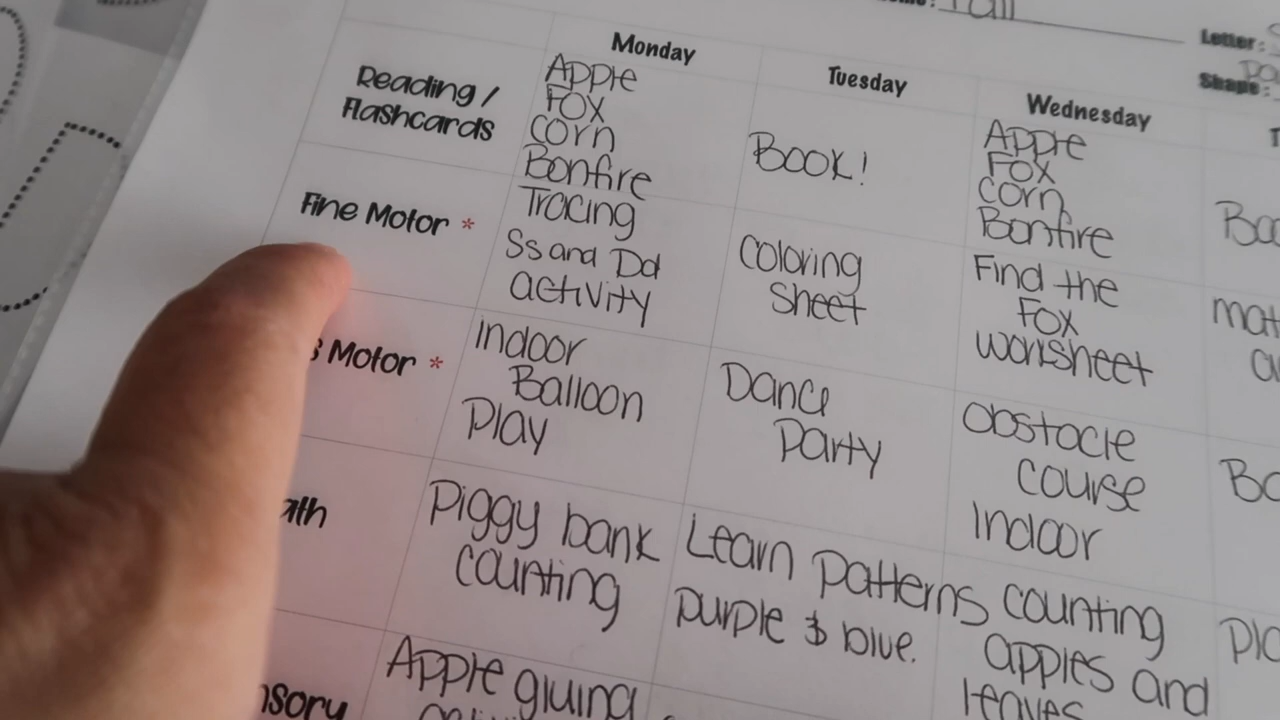 Fall
Letter:
Shape:
Monday
Tuesday
Wednesday
Reading /
Flashcards
Apple
Fox
Corn
Bonfire
Book!
Apple
Fox
Corn
Bonfire
Fine Motor *
Tracing
Ss and Dd
activity
Coloring
Sheet
Find the
Fox
worksheet
Motor *
Indoor
Balloon
Play
Dance
Party
Obstacle
course
Indoor
Piggy bank
counting
Learn patterns
purple & blue.
counting
apples and
leaves
Apple gluing